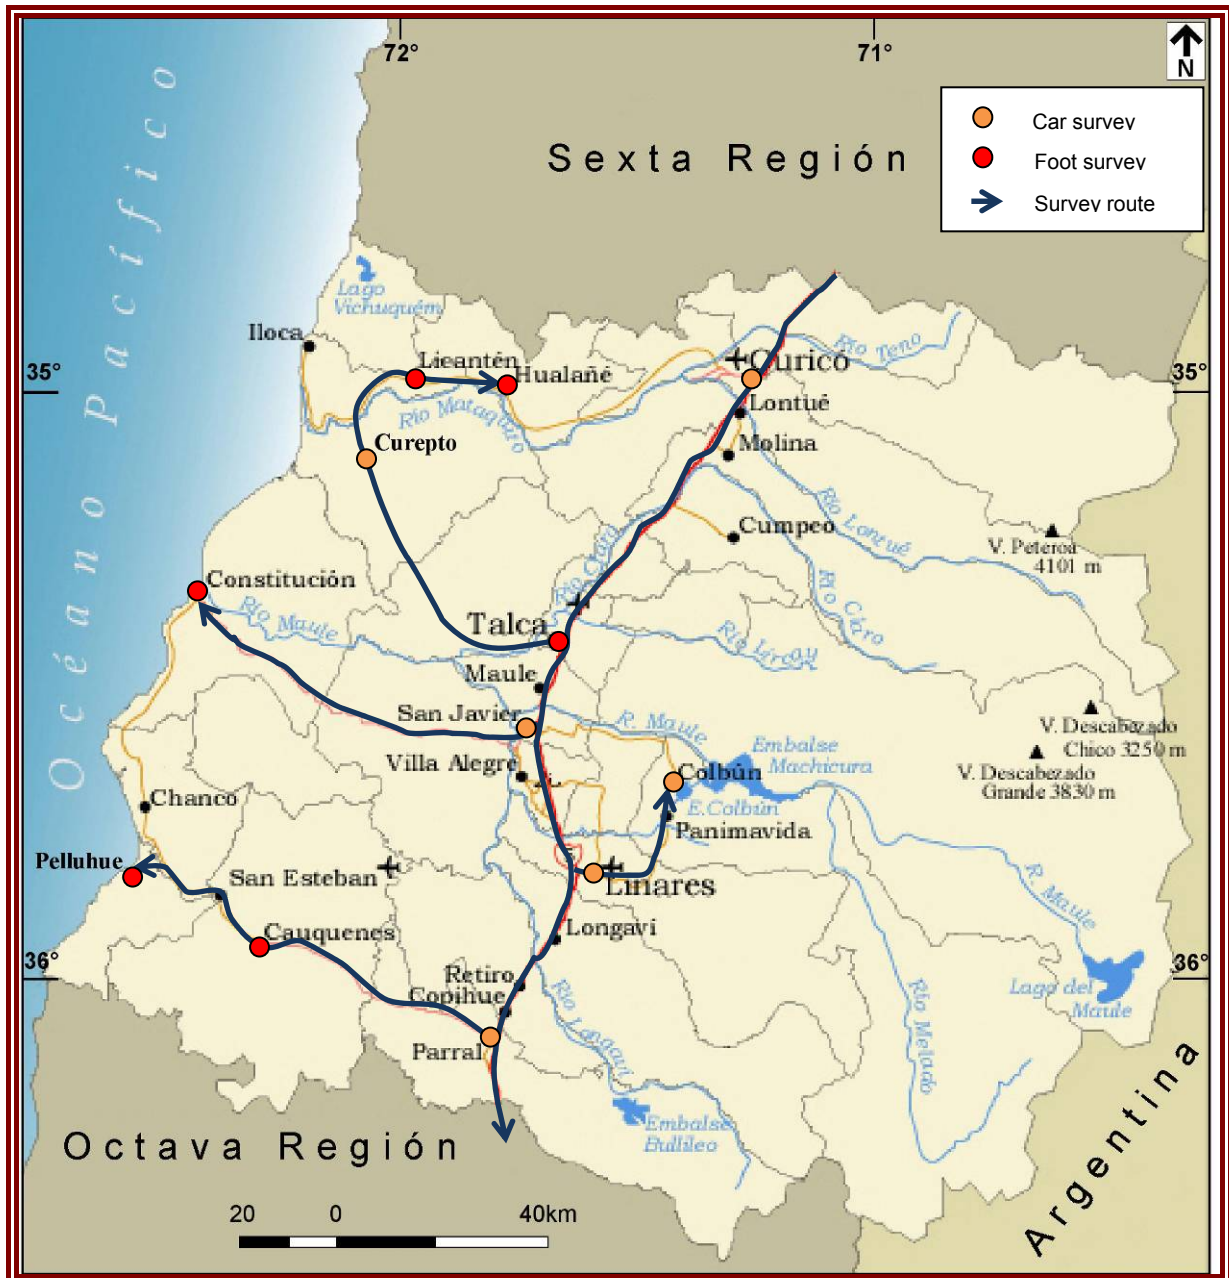 72°
71°
N
Car survey
Foot survey
Survey route
Sexta Región
Océano Pacífico
Lago
Vichuquém
Iloca
Licantén
Hualañé
Río Mataquito
Curicó
Río Teno
35°
35°
Lontué
Molina
Curepto
Río Lontué
Cumpeo
V. Peteroa
4101 m
Río Claro
Río Claro
Constitución
Río Maule
Talca
Río Lircay
Maule
San Javier
R. Maule
V. Descabezado
Chico 3250 m
Villa Alegre
Embalse
Machicura
Colbún
V. Descabezado
Grande 3830 m
E.Colbún
Chanco
Panimavida
Pelluhue
San Esteban
Linares
R. Maule
Cauquenes
Longaví
36°
36°
Retiro
Copihue
Río Longaví
Río Melado
Lago del
Maule
Parral
Embalse
Bullileo
Octava Región
Argentina
20
0
40km